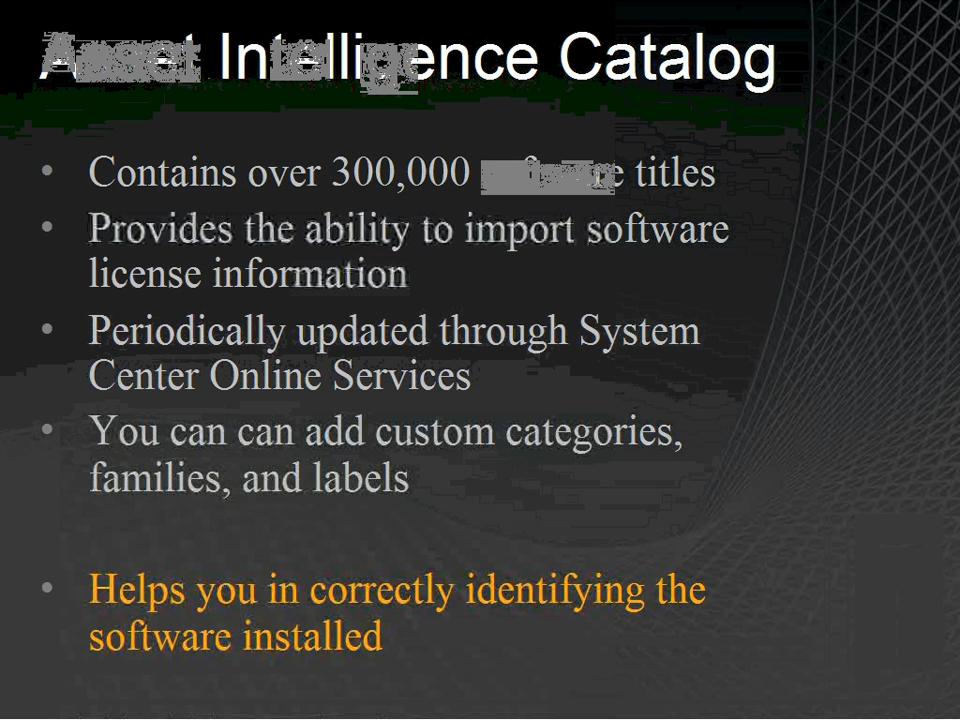 Asset Intelligence Catalog
• Contains over 300,000 software titles
• Provides the ability to import software
license information
• Periodically updated through System
Center Online Services
• You can can add custom categories,
families, and labels
• Helps you in correctly identifying the
software installed